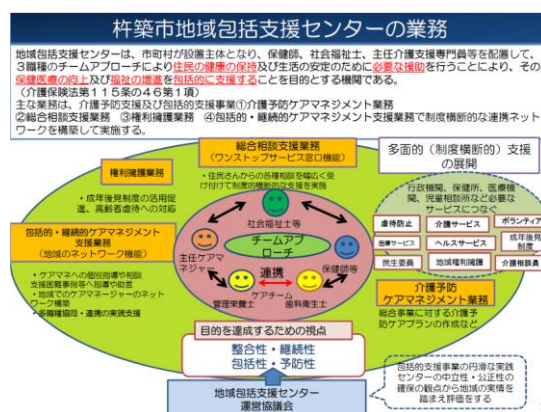 杵築市地域包括支援センターの業務
地域包括支援センターは、市町村が設置主体となり、保健師、社会福祉士、主任介護支援専門員等を配置して、
３職種のチームアプローチにより住民の健康の保持及び生活の安定のために必要な援助を行うことにより、その
保健医療の向上及び福祉の増進を包括的に支援することを目的とする機関である。
（介護保険法第１１５条の４６第１項）
主な業務は、介護予防支援及び包括的支援事業①介護予防ケアマネジメント業務
②総合相談支援業務　③権利擁護業務　④包括的・継続的ケアマネジメント支援業務で制度横断的な連携ネット
ワークを構築して実施する。
総合相談支援業務
（ワンストップサービス窓口機能）
・住民さんからの各種相談を幅広く受
け付けて制度的横断的な支援を実施
多面的（制度横断的）支援
の展開
行政機関、保健所、医療機
関、児童相談所など必要な
サービスにつなぐ
虐待防止
介護サービス
ボランティア
医療サービス
ヘルスサービス
成年後見
制度
民生委員
地域権利擁護
介護相談員
権利擁護業務
・成年後見制度の活用促
進、高齢者虐待への対応
包括的・継続的ケアマネジメント
支援業務
（地域のネットワーク機能）
・ケアマネへの個別指導や相談
・支援困難事例等へ指導や助言
・地域でのケアマネージャーのネット
ワーク構築
・多職種協同・連携の実現支援
社会福祉士等
チームアプ
ローチ
主任ケアマ
ネジャー
保健師等
連携
ケアチーム
管理栄養士
歯科衛生士
介護予防
ケアマネジメント業務
総合事業に対する介護予
防ケアプランの作成など
目的を達成するための視点
整合性・継続性
包括性・予防性
地域包括支援センター
運営協議会
包括的支援事業の円滑な実践
センターの中立性・公正性の
確保の観点から地域の実情を
踏まえ評価をする